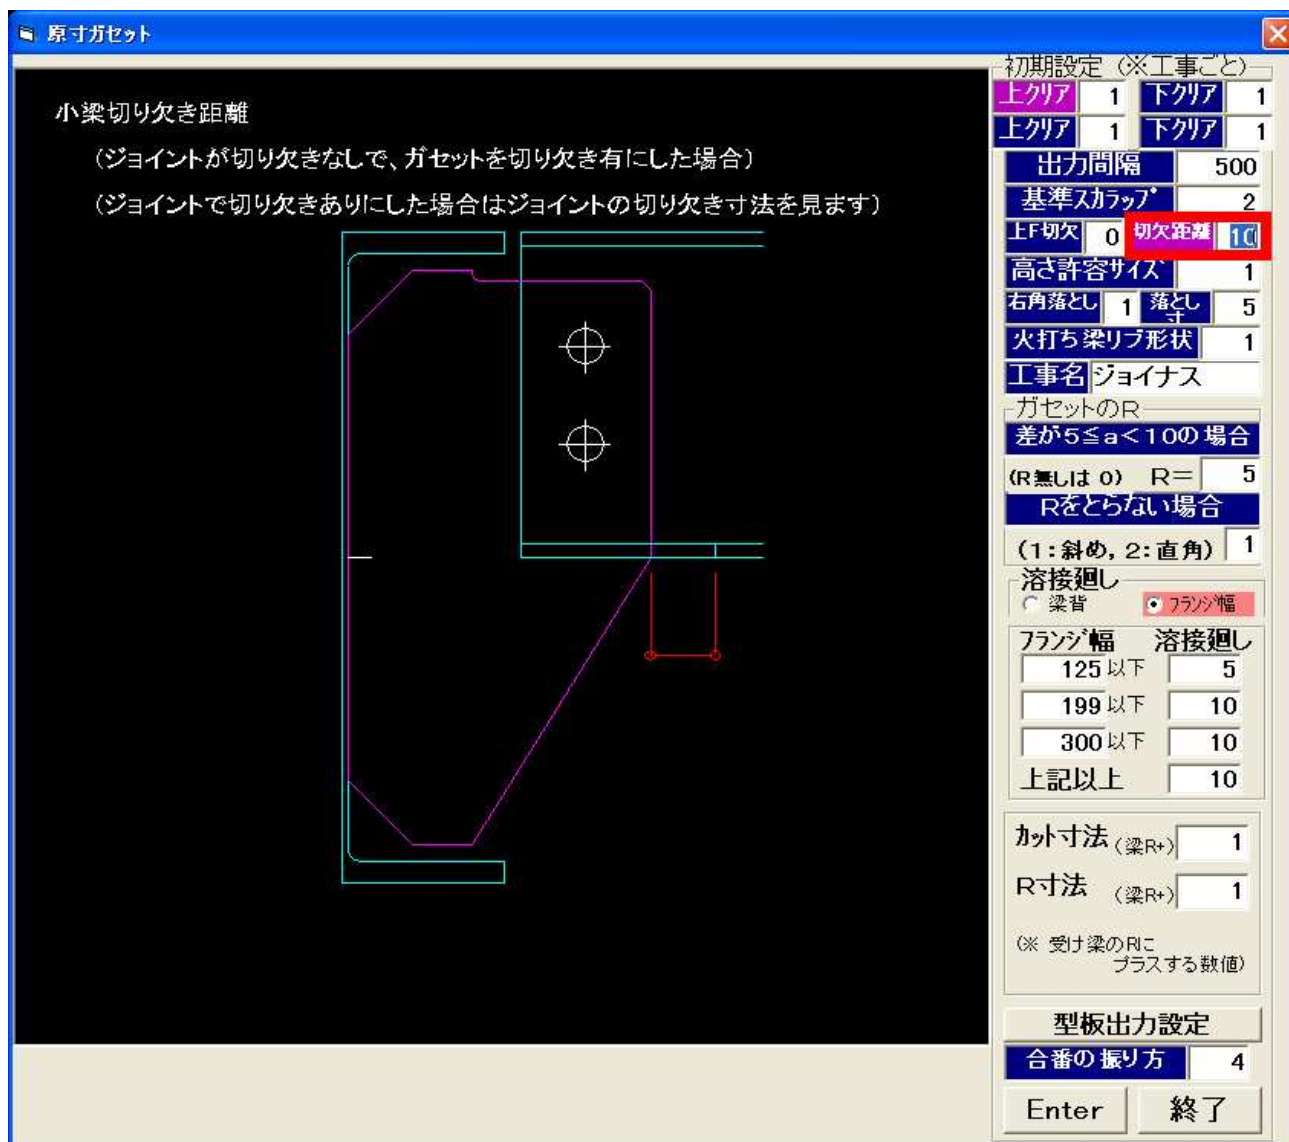 原寸ガセット
小梁切り欠き距離
（ジョイントが切り欠きなしで、ガセットを切り欠き有にした場合）
（ジョイントで切り欠きありにした場合はジョイントの切り欠き寸法を見ます）
初期設定（※工事ごと）
上クリア 1 下クリア 1
上クリア 1 下クリア 1
出力間隔 500
基準スカラップ 2
上F切欠 0 切欠距離 10
高さ許容サイズ 1
右角落とし 1 落とし寸 5
火打ち梁リブ形状 1
工事名 ジョイナス
ガセットのR
差が5≦a＜10の場合
（R無しは 0） R＝ 5
Rをとらない場合
（1：斜め，2：直角） 1
溶接廻し
梁背 フランジ幅
フランジ幅 溶接廻し
125 以下 5
199 以下 10
300 以下 10
上記以上 10
カット寸法 （梁R+） 1
R寸法 （梁R+） 1
（※ 受け梁のRに
プラスする数値）
型板出力設定
合番の振り方 4
Enter 終了